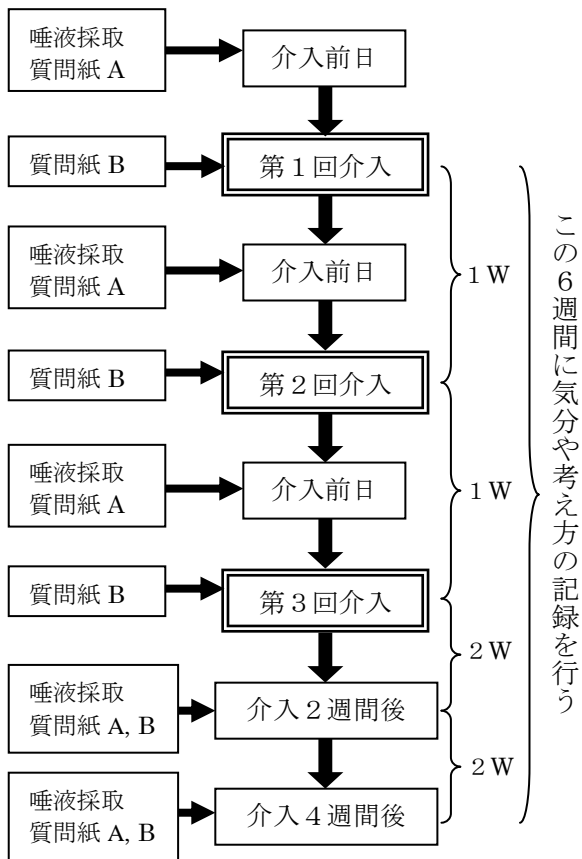 唾液採取
質問紙 A
介入前日
質問紙 B
第１回介入
唾液採取
質問紙 A
介入前日
１W
質問紙 B
第２回介入
唾液採取
質問紙 A
介入前日
１W
質問紙 B
第３回介入
２W
唾液採取
質問紙 A, B
介入２週間後
２W
唾液採取
質問紙 A, B
介入４週間後
この６週間に気分や考え方の記録を行う